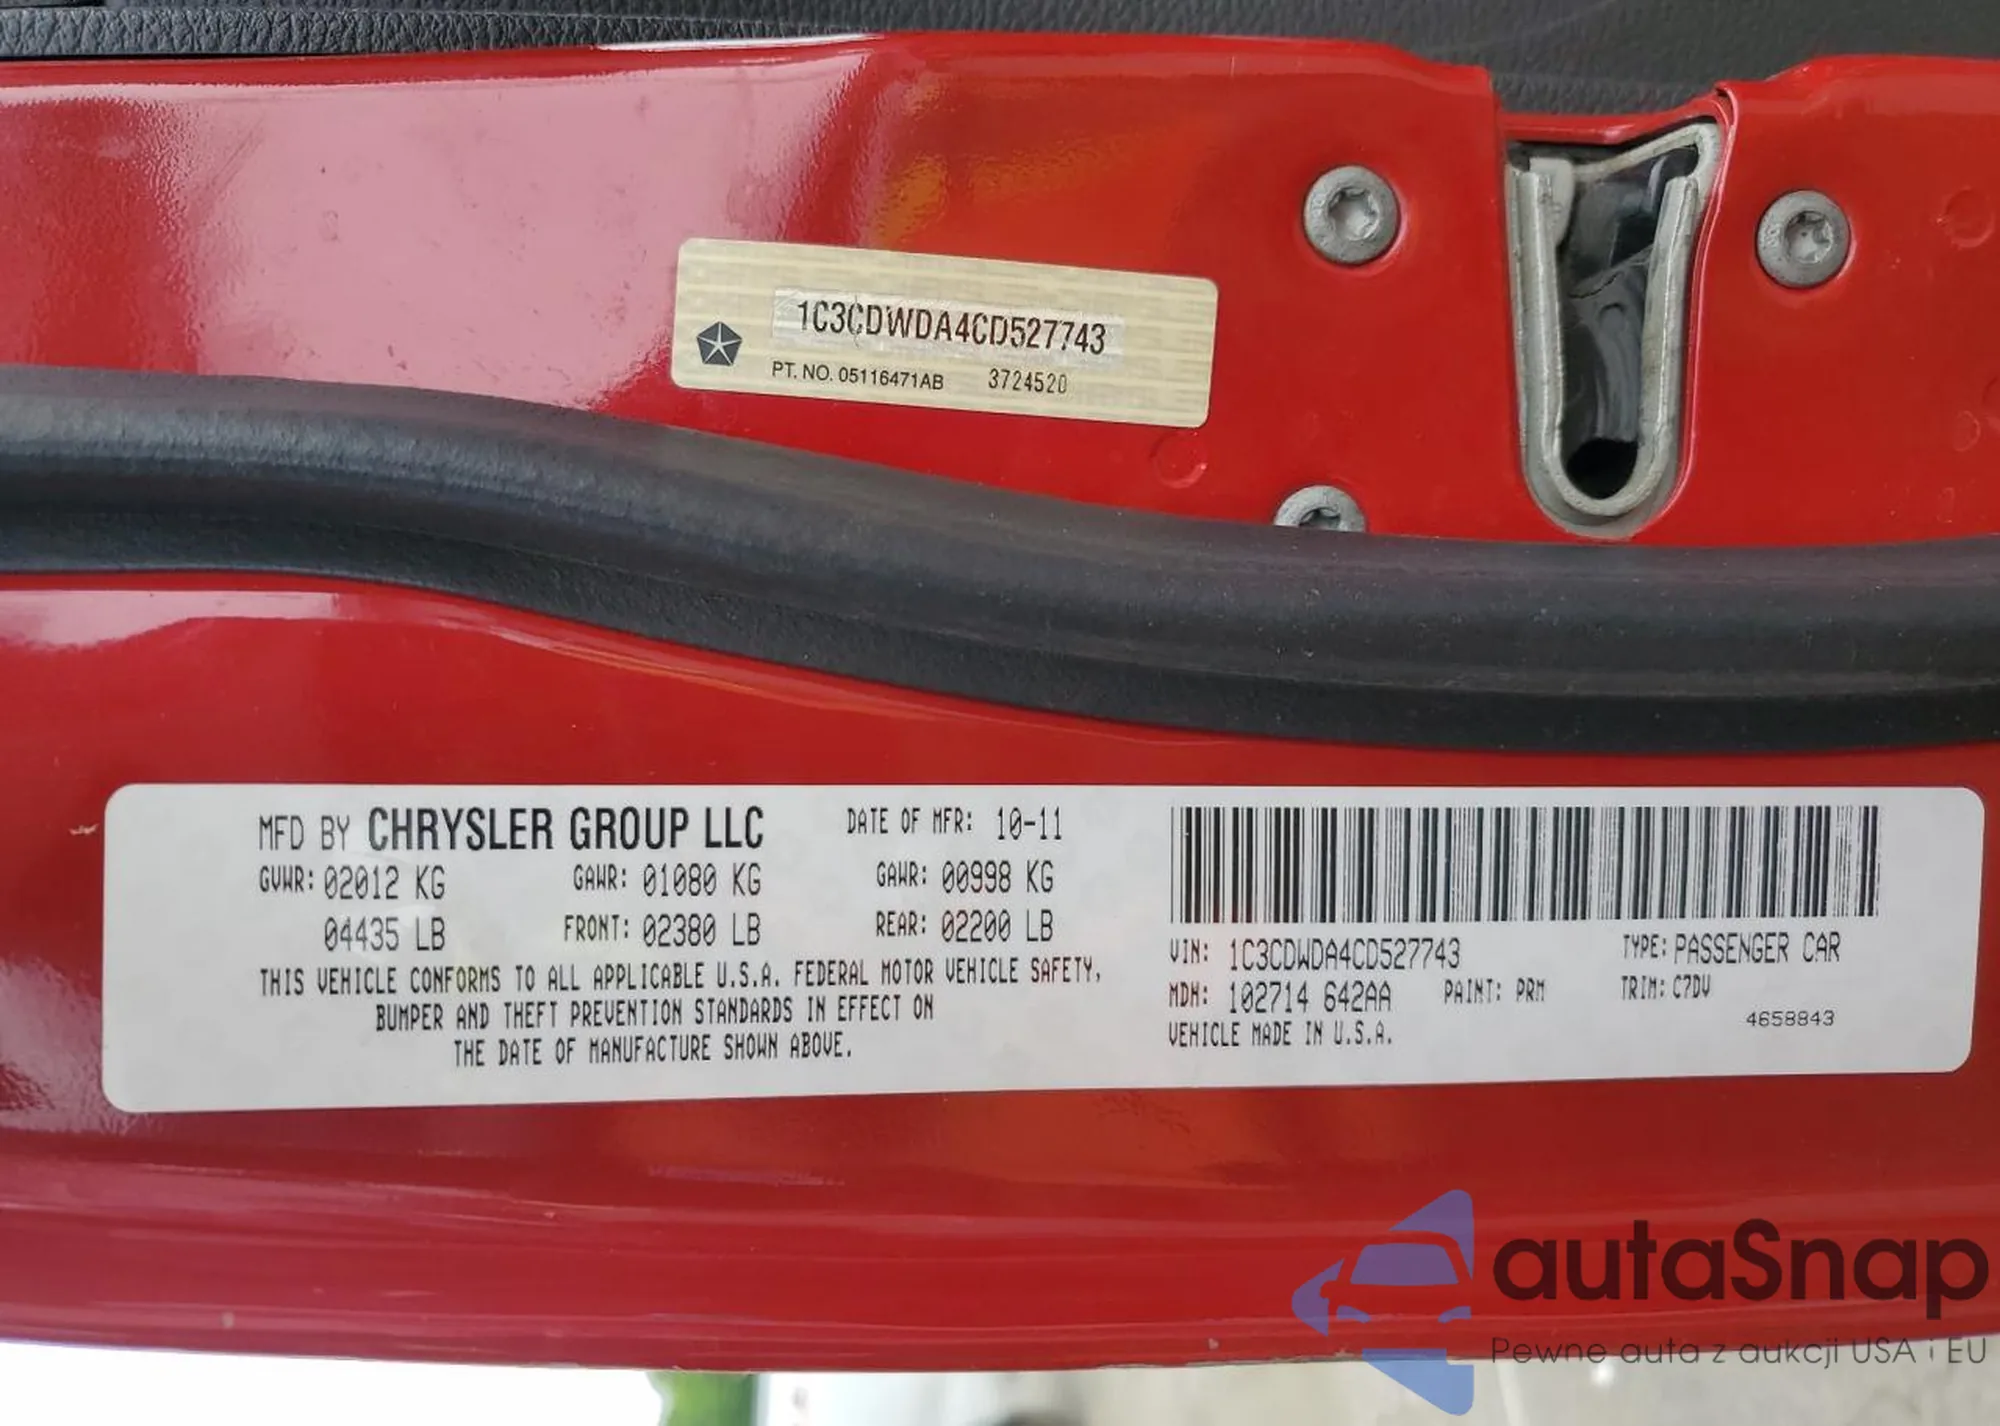 1C3CDWDA4CD527743
PT. NO. 05116471AB 3724520
MFD BY CHRYSLER GROUP LLC DATE OF MFR: 10-11
GVWR: 02012 KG GAWR: 01080 KG GAWR: 00998 KG
04435 LB FRONT: 02380 LB REAR: 02200 LB
THIS VEHICLE CONFORMS TO ALL APPLICABLE U.S.A. FEDERAL MOTOR VEHICLE SAFETY,
BUMPER AND THEFT PREVENTION STANDARDS IN EFFECT ON
THE DATE OF MANUFACTURE SHOWN ABOVE.
VIN: 1C3CDWDA4CD527743 TYPE: PASSENGER CAR
MDH: 102714 642AA PAINT: PRM TRIM: C7DV
VEHICLE MADE IN U.S.A. 4658843
autaSnap
Pewne auta z aukcji USA i EU